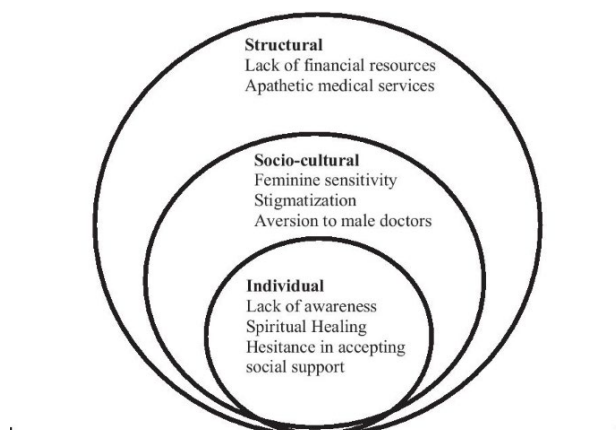 Structural
Lack of financial resources
Apathetic medical services
Socio-cultural
Feminine sensitivity
Stigmatization
Aversion to male doctors
Individual
Lack of awareness
Spiritual Healing
Hesitance in accepting
social support